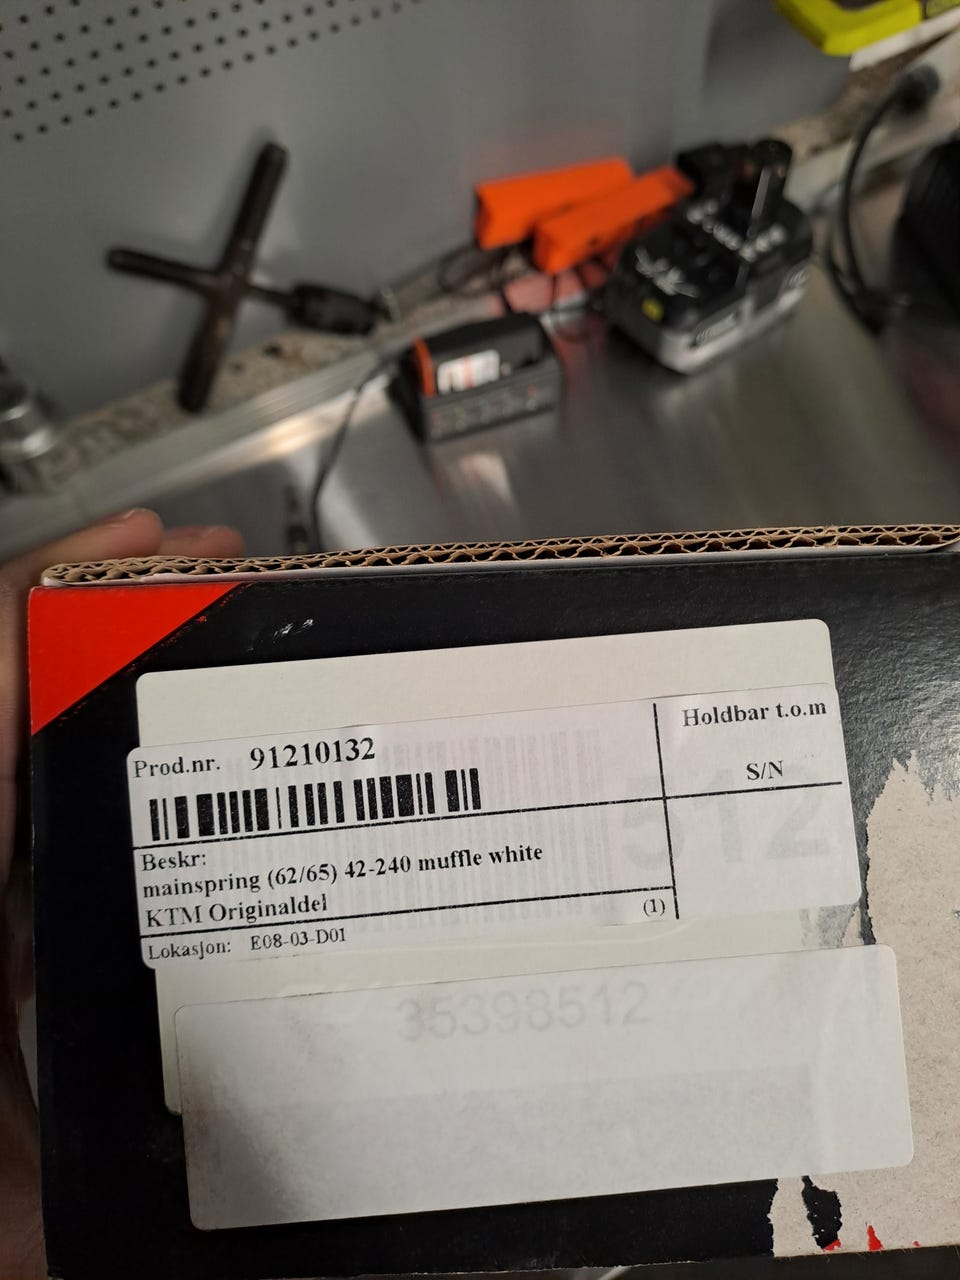 Prod.nr. 91210132
Holdbar t.o.m
S/N
Beskr:
mainspring (62/65) 42-240 muffle white
KTM Originaldel
(1)
Lokasjon: E08-03-D01
512
35398512